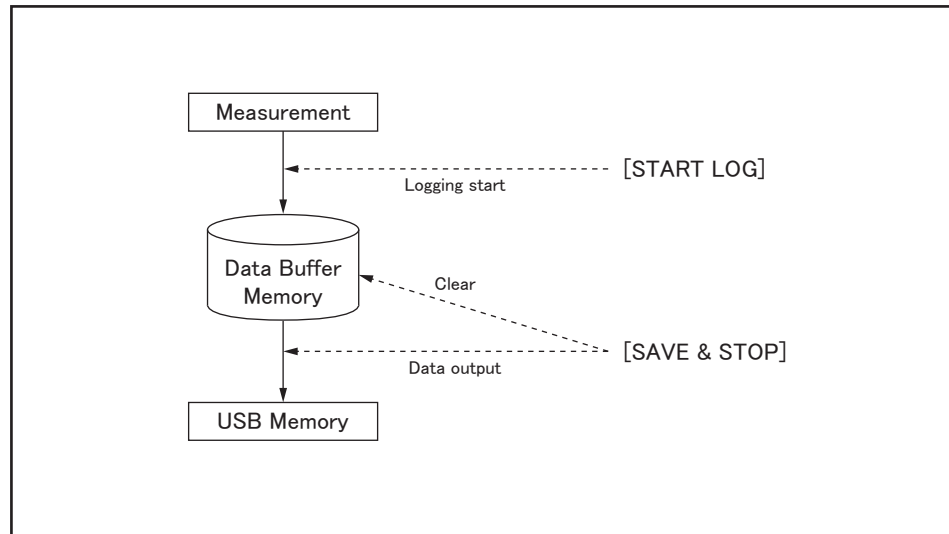 Measurement
[START LOG]
Logging start
Data Buffer
Memory
Clear
[SAVE & STOP]
Data output
USB Memory